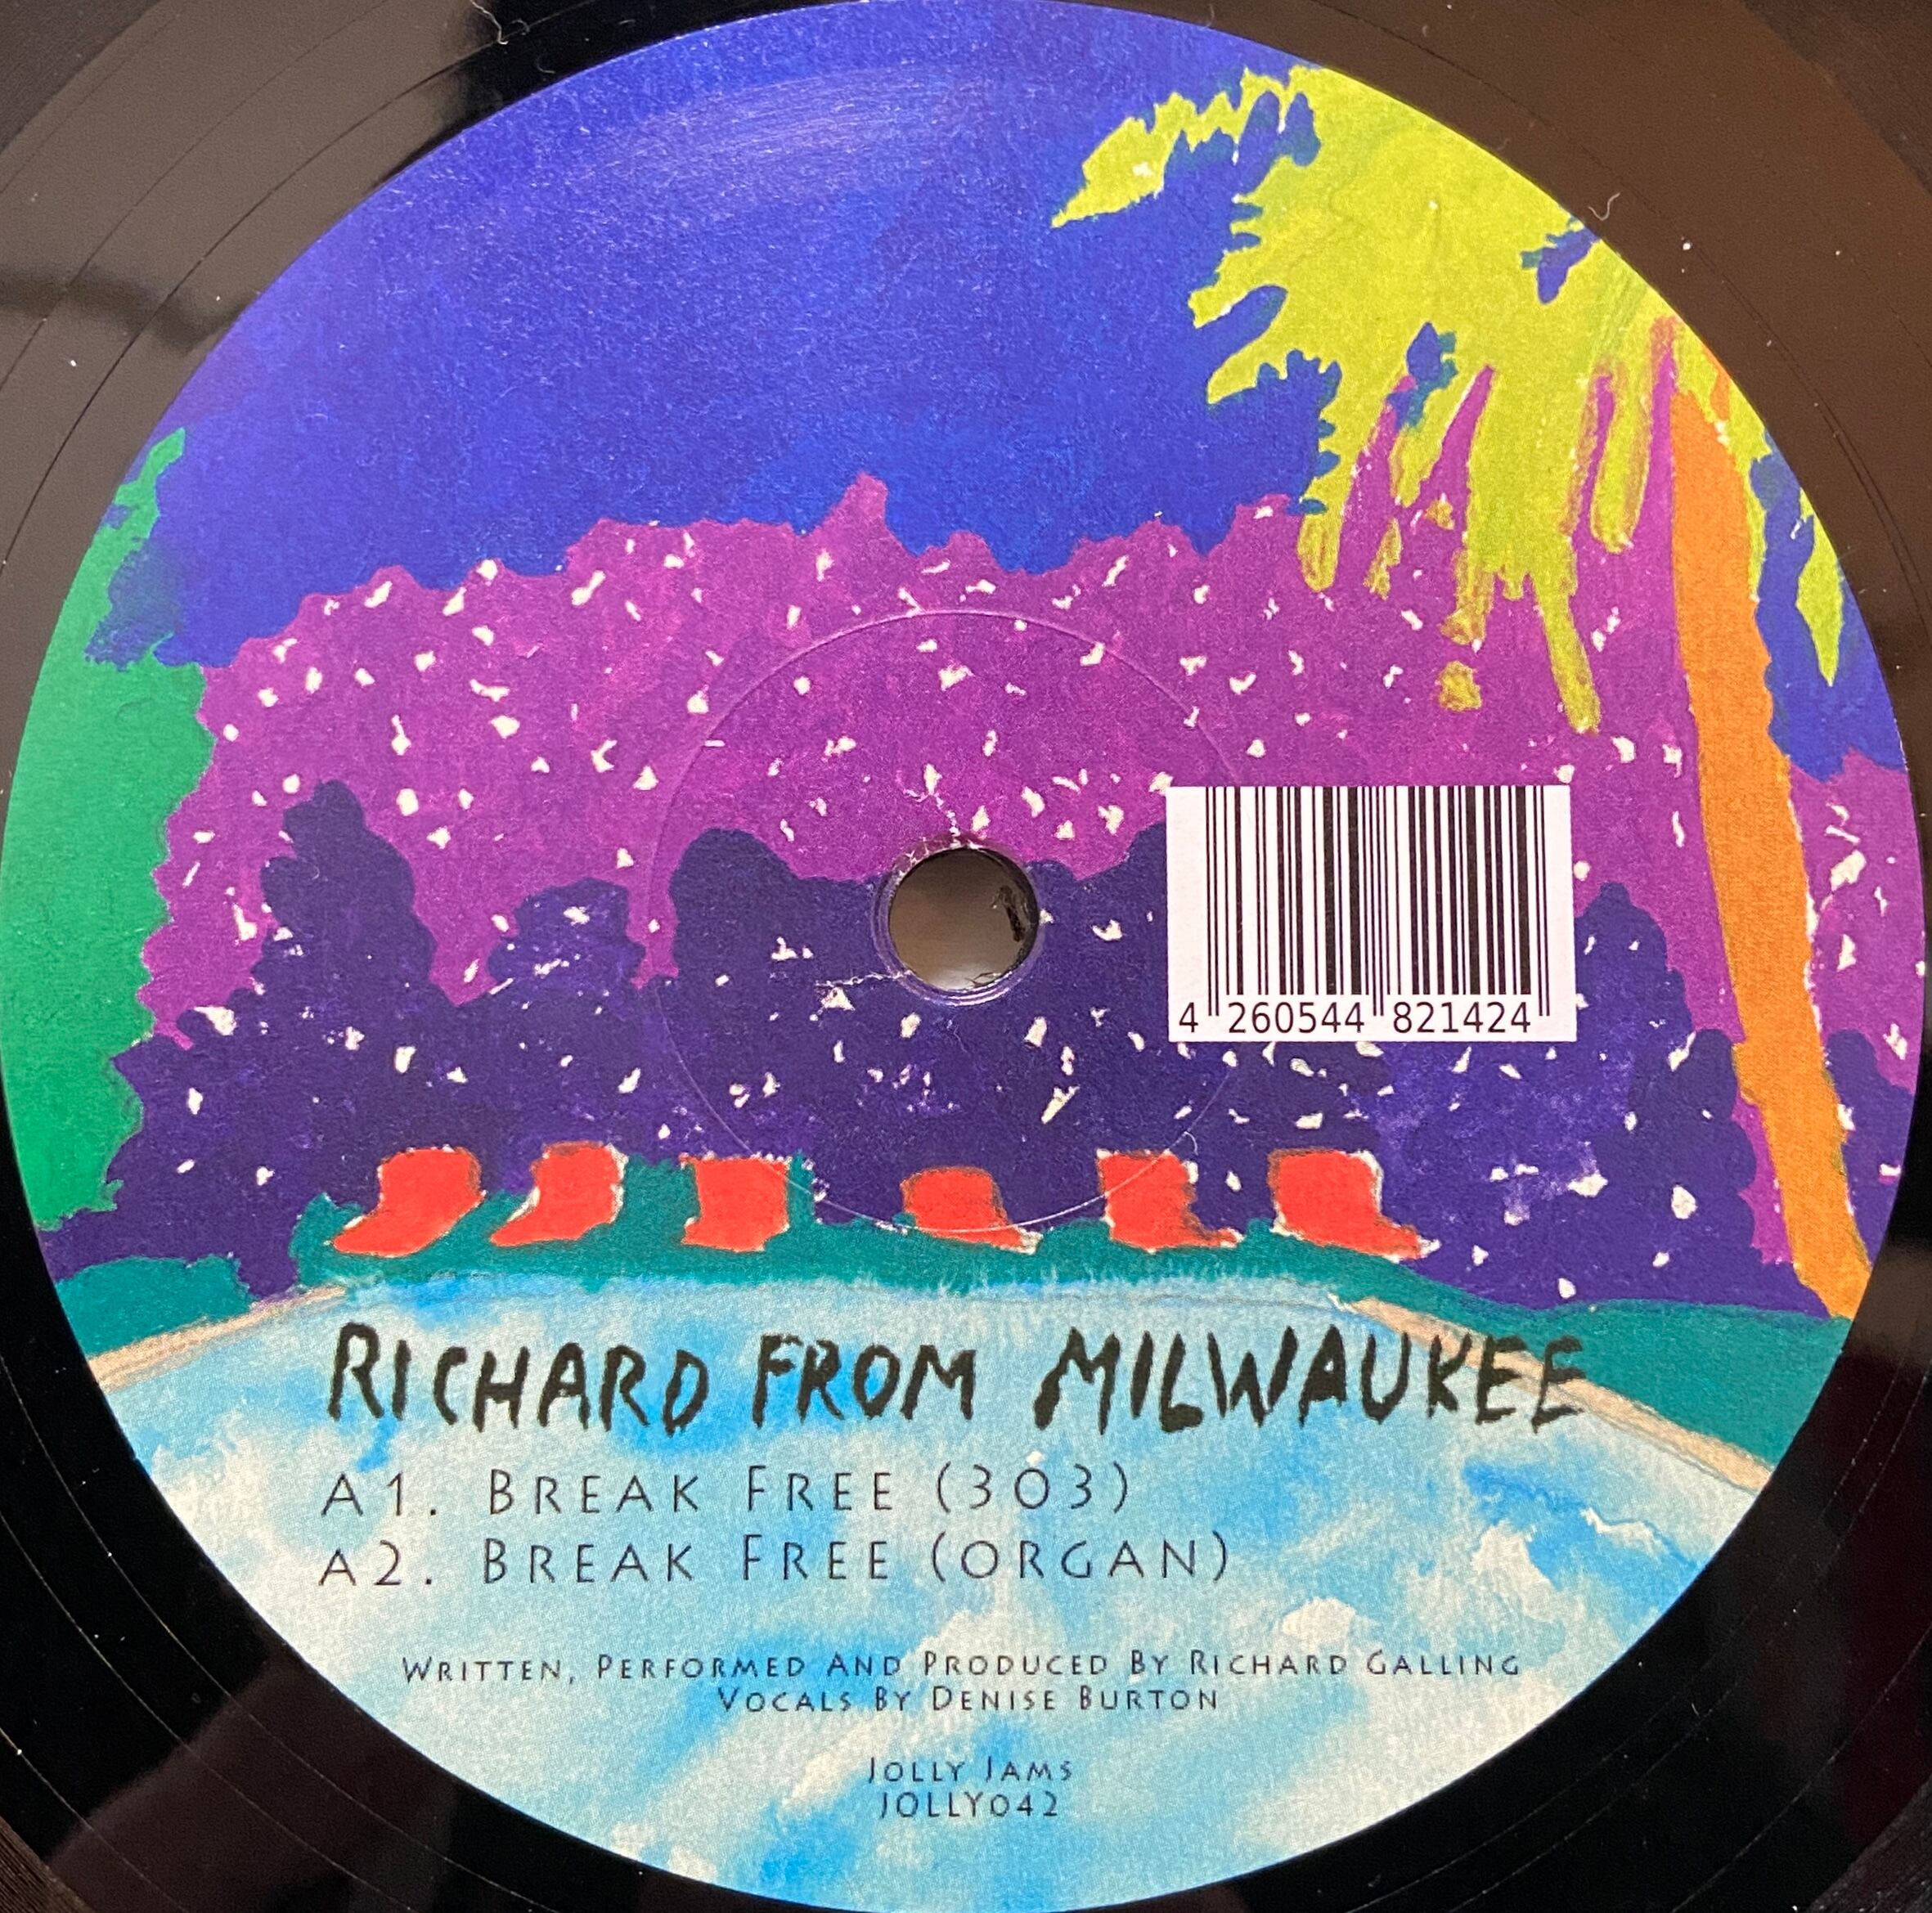 4 260544 821424
RICHARD FROM MILWAUKEE
A1. BREAK FREE (303)
A2. BREAK FREE (ORGAN)
WRITTEN, PERFORMED AND PRODUCED BY RICHARD GALLING
VOCALS BY DENISE BURTON
JOLLY JAMS
JOLLY042